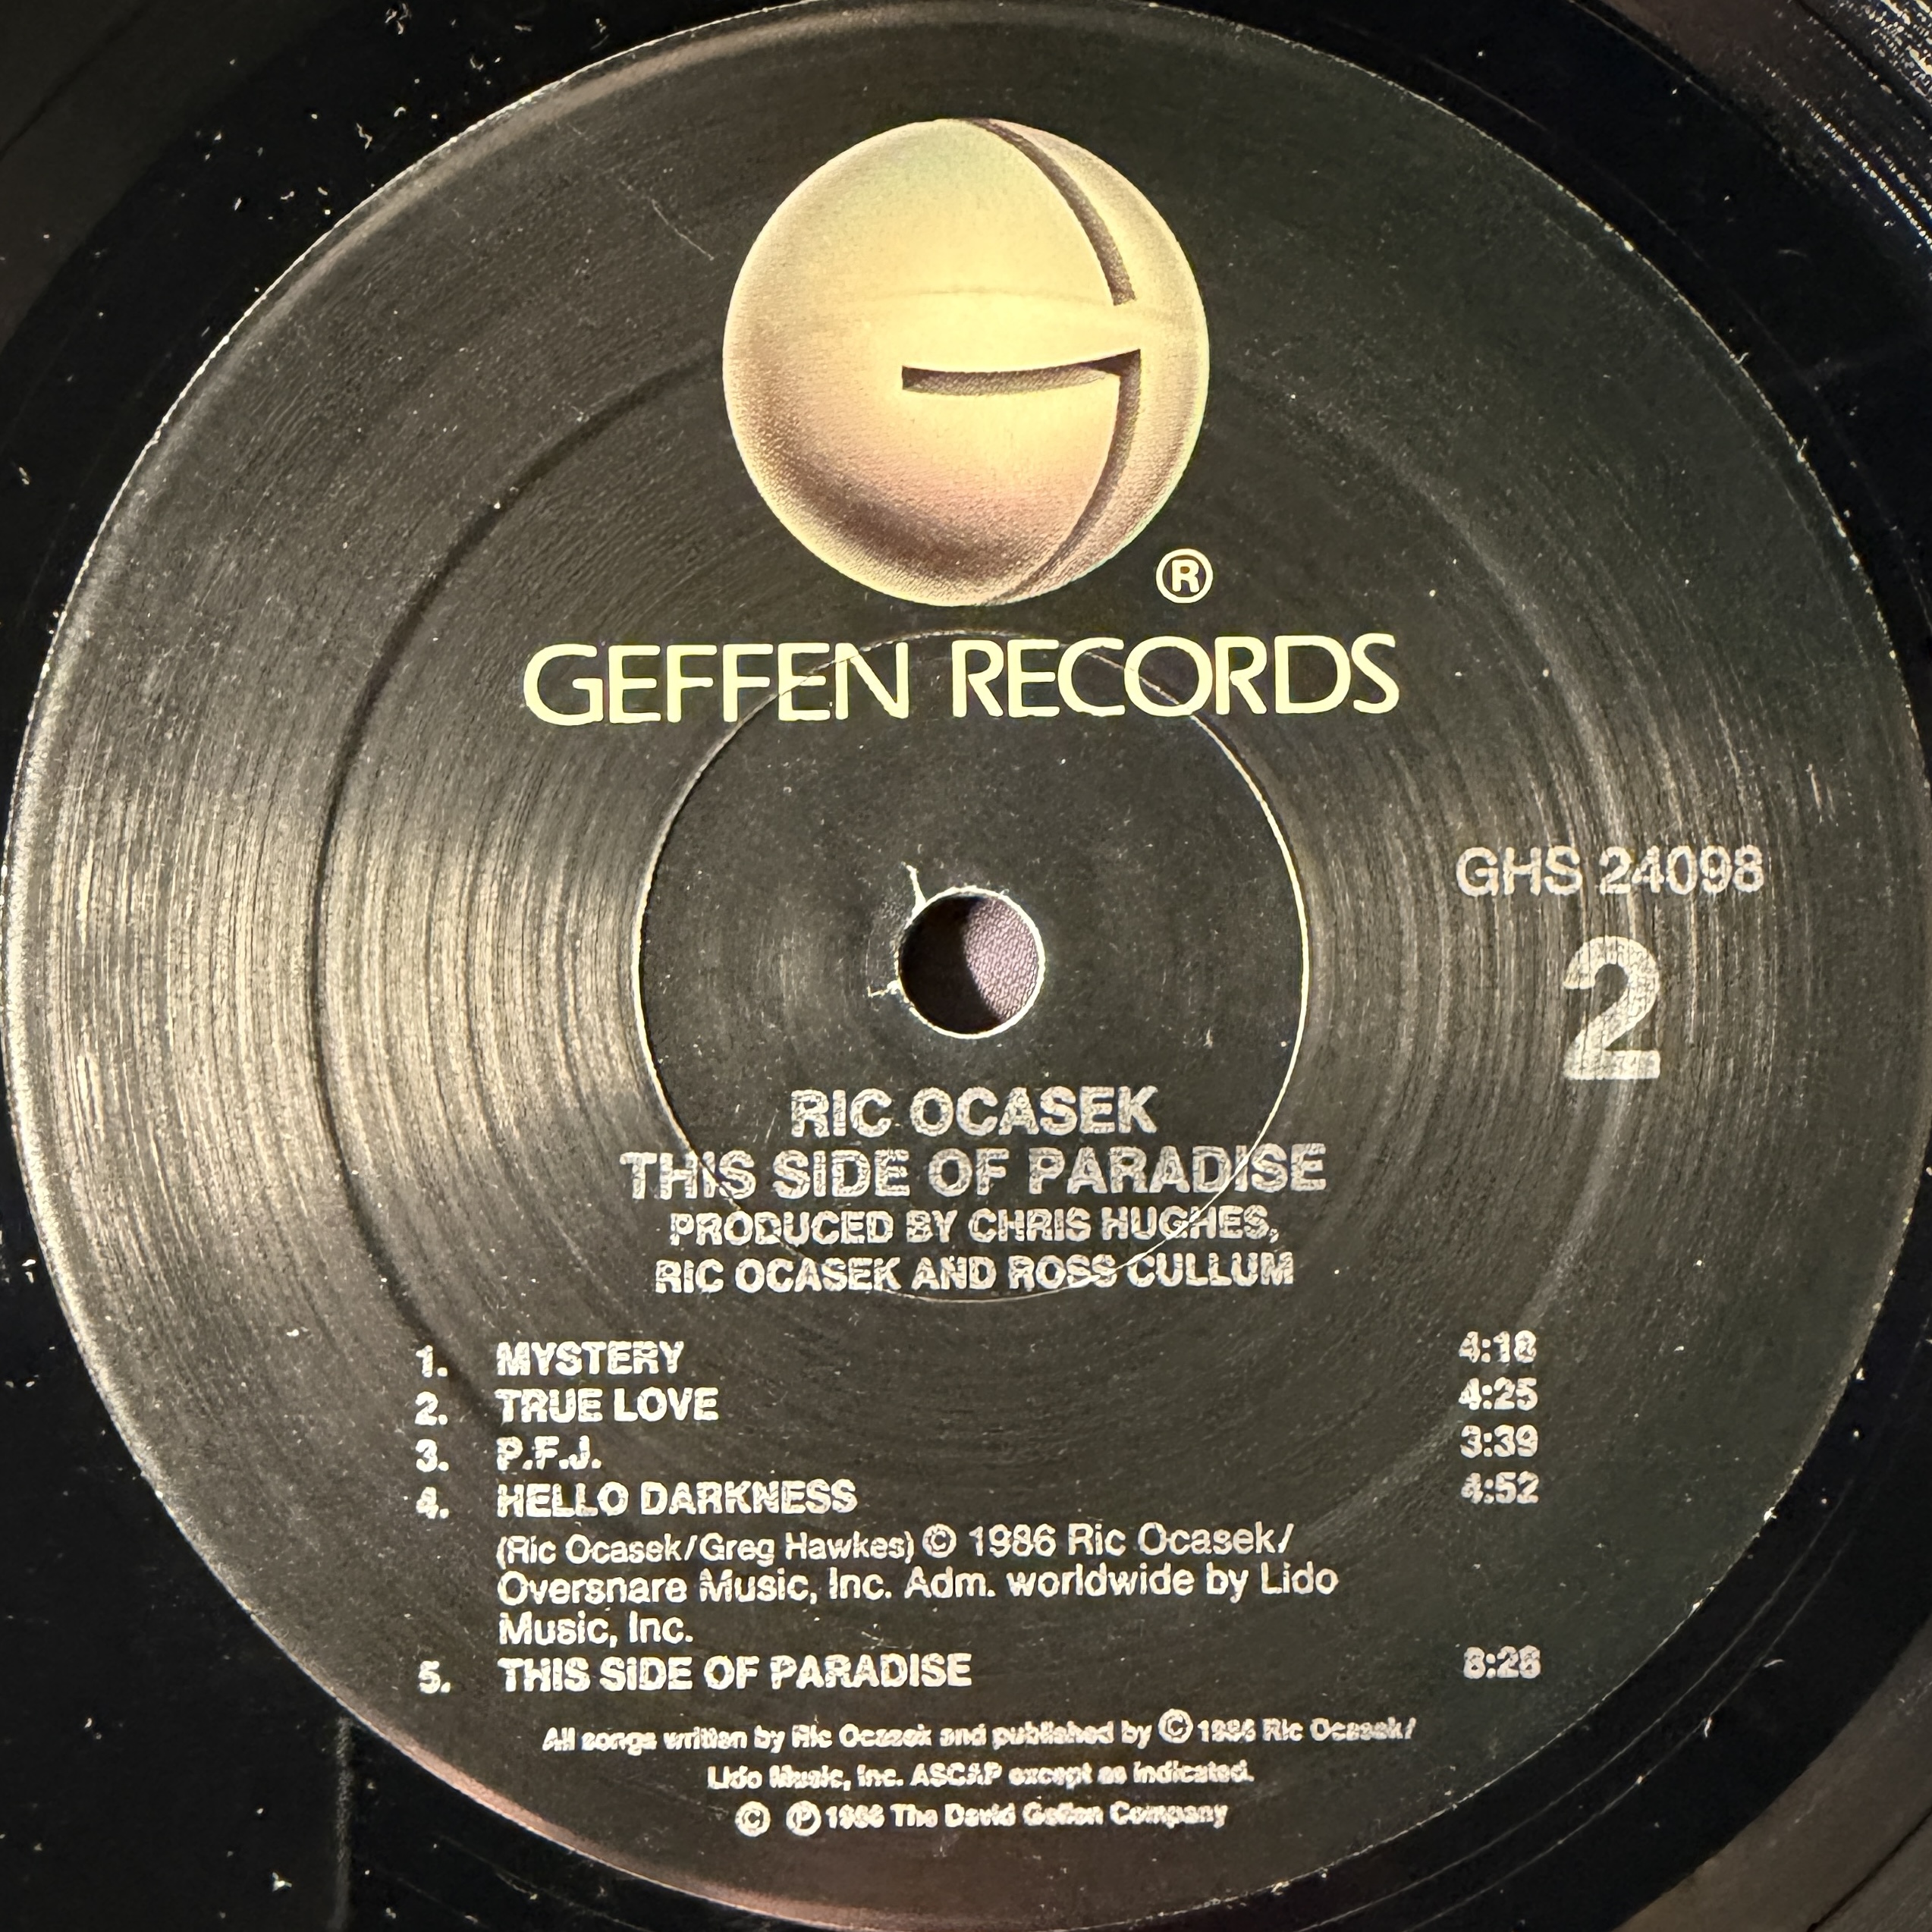 ®
GEFFEN RECORDS
GHS 24098
2
RIC OCASEK
THIS SIDE OF PARADISE
PRODUCED BY CHRIS HUGHES,
RIC OCASEK AND ROSS CULLUM
1. MYSTERY 4:18
2. TRUE LOVE 4:25
3. P.F.J. 3:39
4. HELLO DARKNESS 4:52
(Ric Ocasek/Greg Hawkes) © 1986 Ric Ocasek/
Oversnare Music, Inc. Adm. worldwide by Lido
Music, Inc.
5. THIS SIDE OF PARADISE 8:26
All songs written by Ric Ocasek and published by © 1986 Ric Ocasek/
Lido Music, Inc. ASCAP except as indicated.
© ℗ 1986 The David Geffen Company